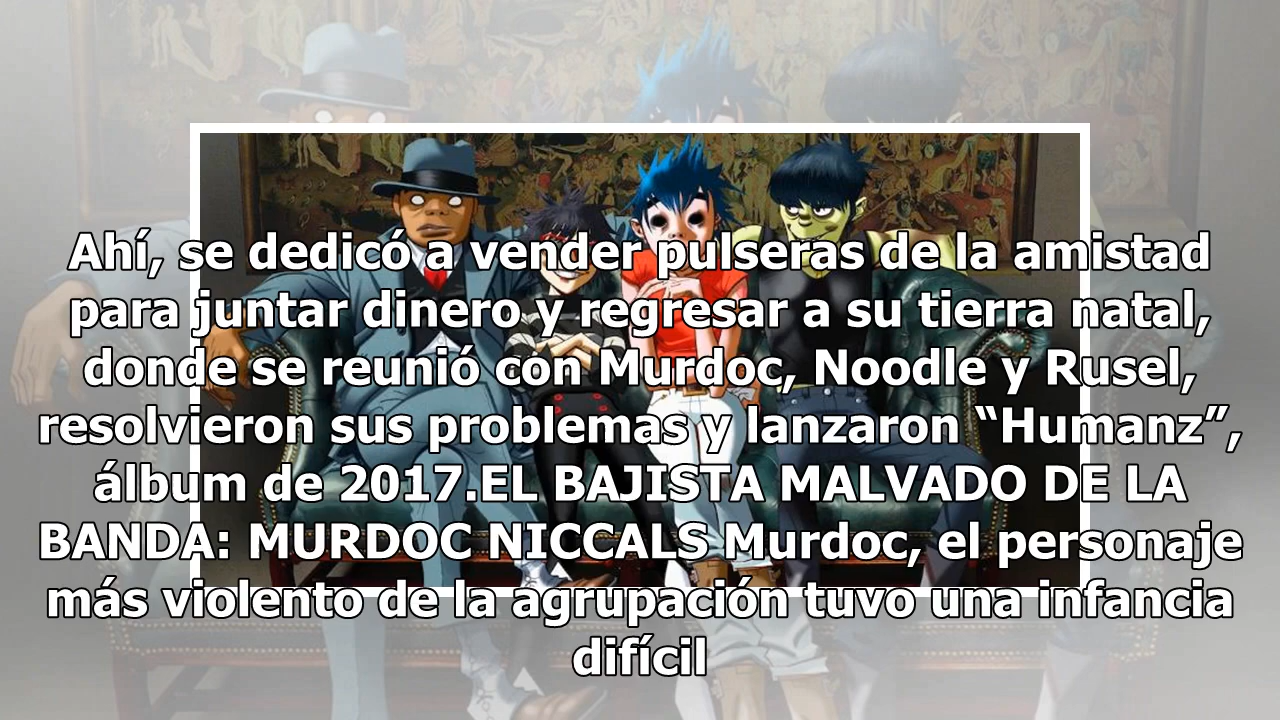 Ahí, se dedicó a vender pulseras de la amistad
para juntar dinero y regresar a su tierra natal,
donde se reunió con Murdoc, Noodle y Rusel,
resolvieron sus problemas y lanzaron “Humanz”,
álbum de 2017.EL BAJISTA MALVADO DE LA
BANDA: MURDOC NICCALS Murdoc, el personaje
más violento de la agrupación tuvo una infancia
difícil